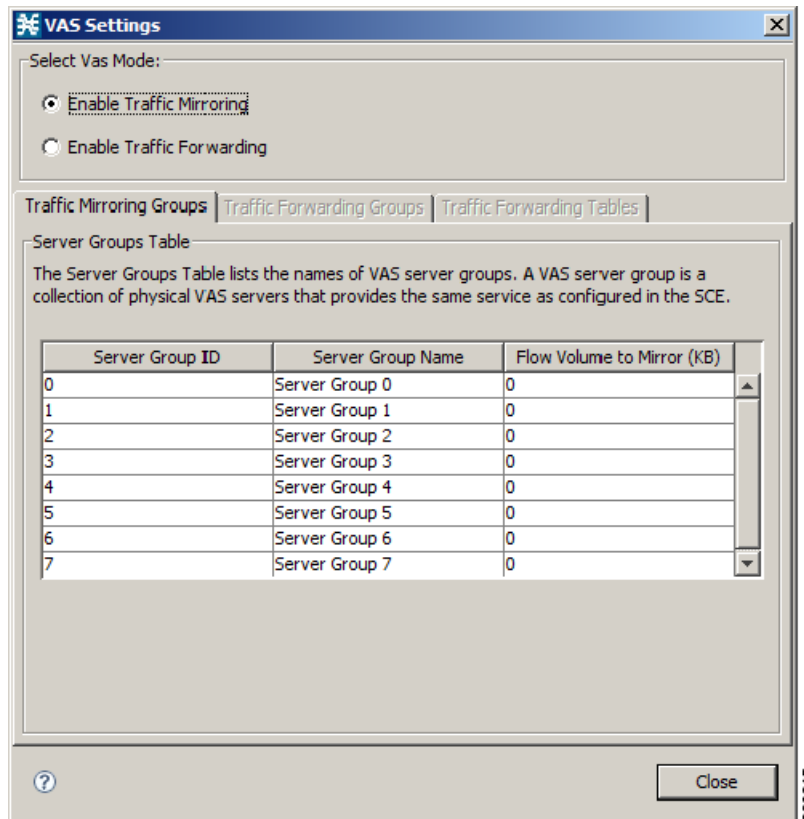 VAS Settings
Select Vas Mode:
Enable Traffic Mirroring
Enable Traffic Forwarding
Traffic Mirroring Groups Traffic Forwarding Groups Traffic Forwarding Tables
Server Groups Table
The Server Groups Table lists the names of VAS server groups. A VAS server group is a
collection of physical VAS servers that provides the same service as configured in the SCE.
Server Group ID Server Group Name Flow Volume to Mirror (KB)
0 Server Group 0 0
1 Server Group 1 0
2 Server Group 2 0
3 Server Group 3 0
4 Server Group 4 0
5 Server Group 5 0
6 Server Group 6 0
7 Server Group 7 0
Close